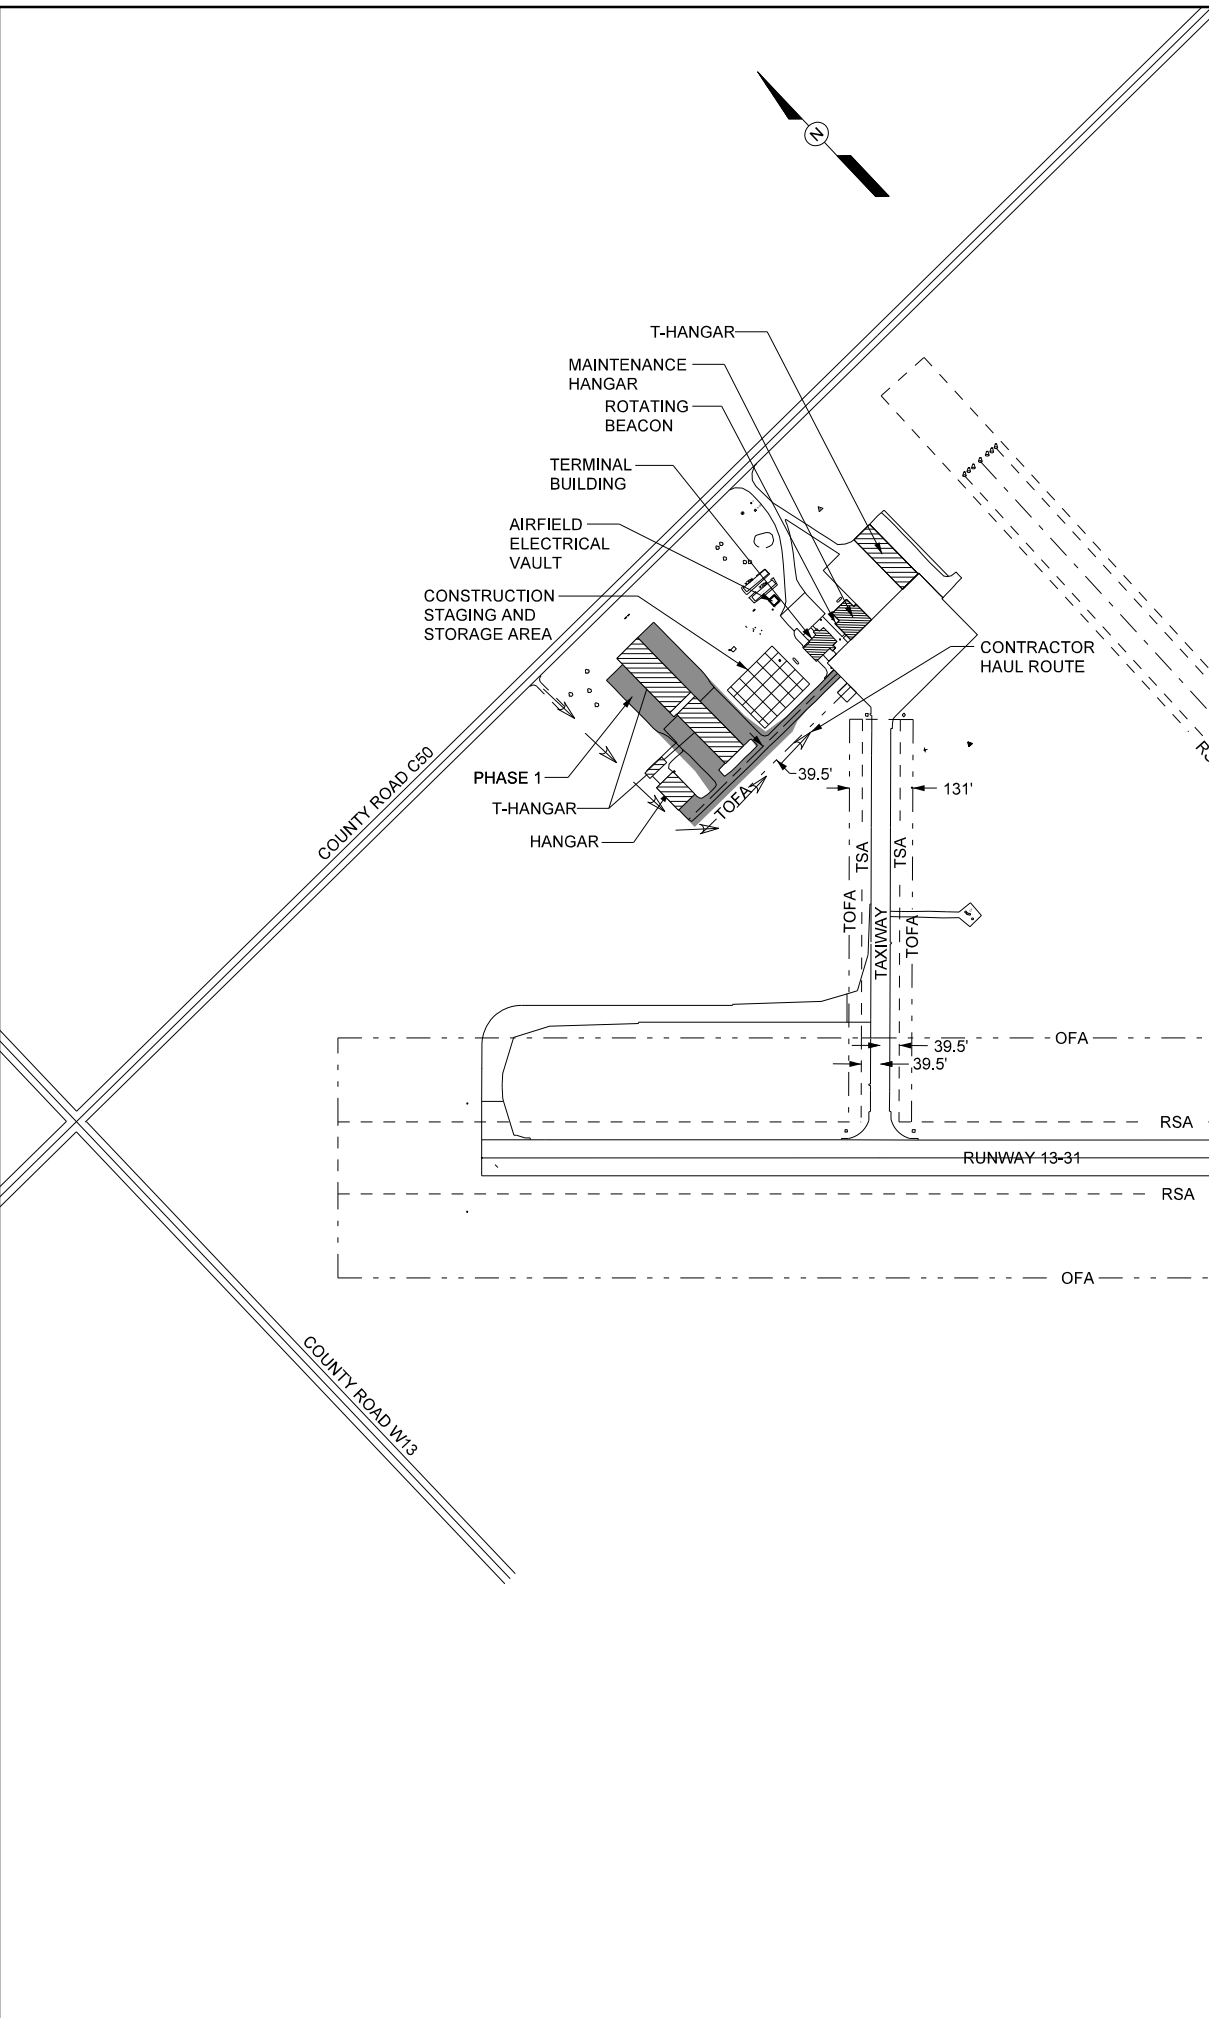 N
T-HANGAR
MAINTENANCE
HANGAR
ROTATING
BEACON
TERMINAL
BUILDING
AIRFIELD
ELECTRICAL
VAULT
CONSTRUCTION
STAGING AND
STORAGE AREA
CONTRACTOR
HAUL ROUTE
COUNTY ROAD C50
PHASE 1
T-HANGAR
HANGAR
TOFA
39.5'
131'
TSA
TSA
TOFA
TAXIWAY
TOFA
39.5'
39.5'
OFA
RSA
RUNWAY 13-31
RSA
OFA
COUNTY ROAD W13